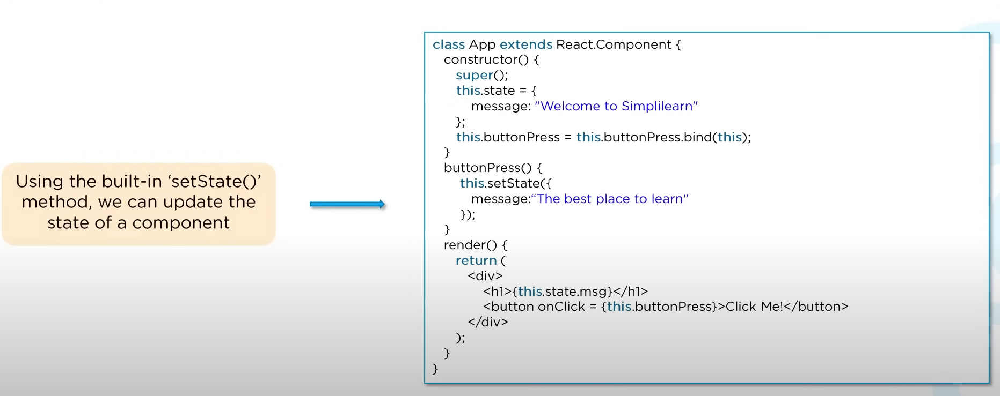 Using the built-in ‘setState()’
method, we can update the
state of a component
class App extends React.Component {
constructor() {
super();
this.state = {
message: "Welcome to Simplilearn"
};
this.buttonPress = this.buttonPress.bind(this);
}
buttonPress() {
this.setState({
message:“The best place to learn"
});
}
render() {
return (
<div>
<h1>{this.state.msg}</h1>
<button onClick = {this.buttonPress}>Click Me!</button>
</div>
);
}
}